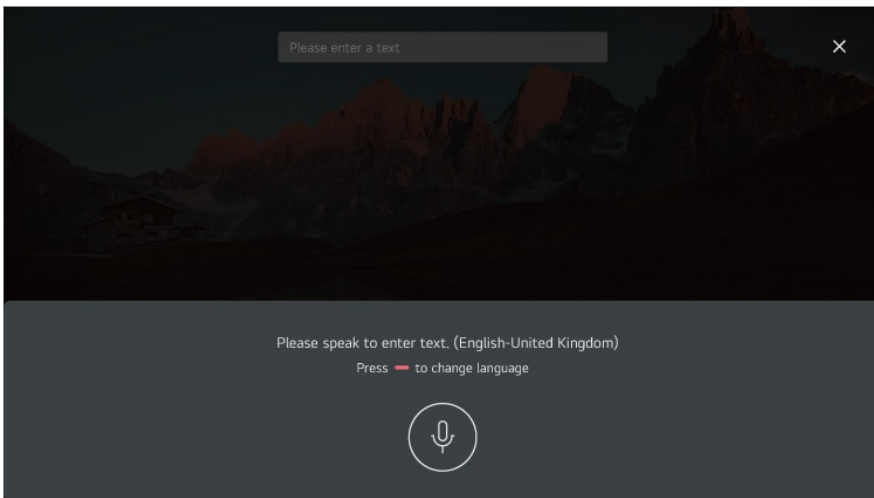 Please enter a text
Please speak to enter text. (English-United Kingdom)
Press to change language